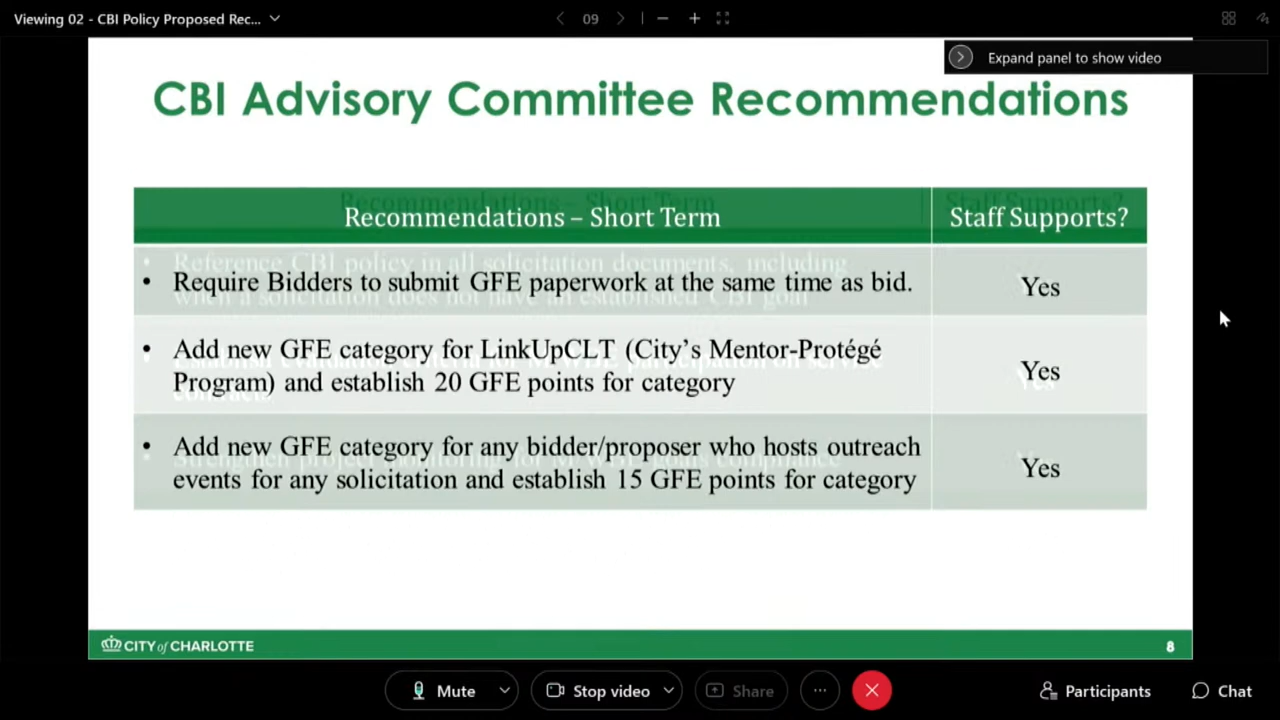 Viewing 02 - CBI Policy Proposed Rec...
09
Expand panel to show video
CBI Advisory Committee Recommendations
Recommendations – Short Term
Staff Supports?
• Require Bidders to submit GFE paperwork at the same time as bid.
Yes
• Add new GFE category for LinkUpCLT (City's Mentor-Protégé
Program) and establish 20 GFE points for category
Yes
• Add new GFE category for any bidder/proposer who hosts outreach
events for any solicitation and establish 15 GFE points for category
Yes
CITY of CHARLOTTE
8
Mute
Stop video
Share
Participants
Chat